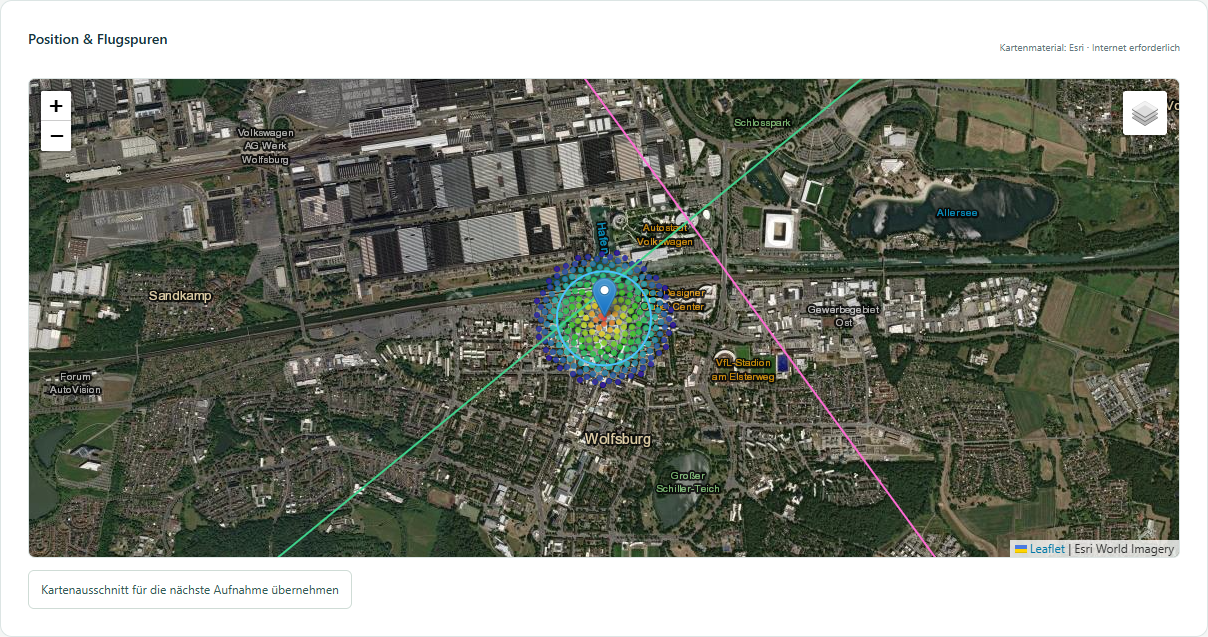 Position & Flugspuren
Kartenmaterial: Esri · Internet erforderlich
+
−
Volkswagen
AG Werk
Wolfsburg
Schlosspark
Allersee
Hafen
Autostadt
Volkswagen
Sandkamp
Designer
Center
Gewerbegebiet
Ost
VfL-Stadion
am Elsterweg
Forum
AutoVision
Wolfsburg
Großer
Schiller-Teich
Leaflet | Esri World Imagery
Kartenausschnitt für die nächste Aufnahme übernehmen